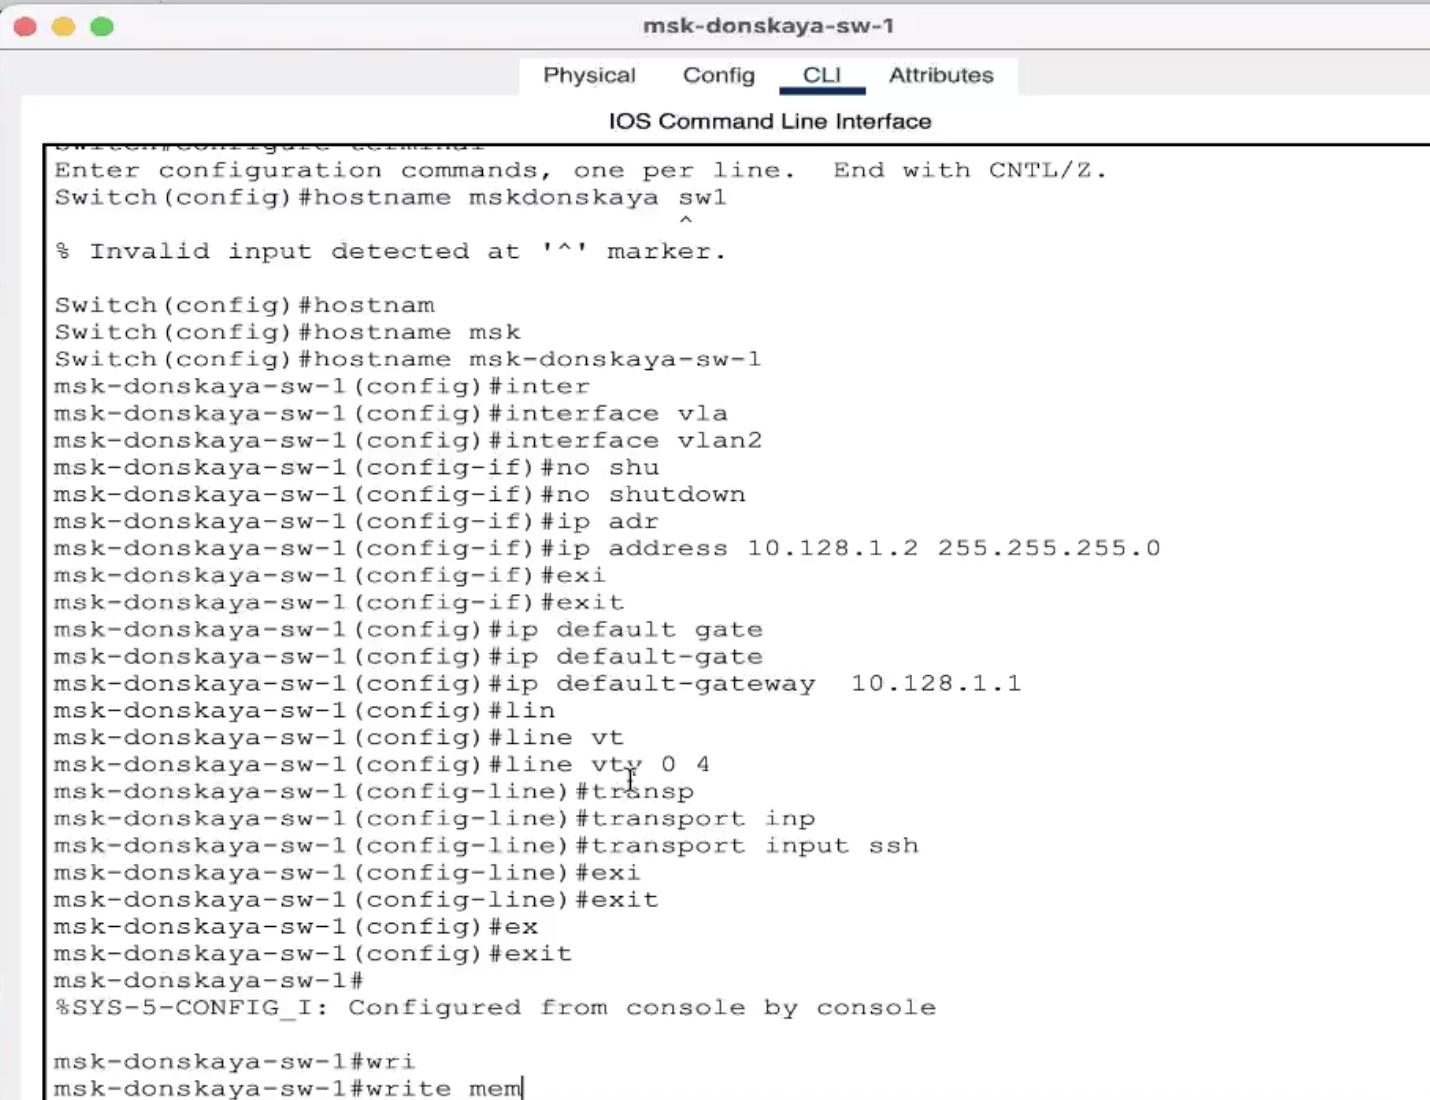 msk-donskaya-sw-1
Physical Config CLI Attributes
IOS Command Line Interface
Switch#configure terminal
Enter configuration commands, one per line.  End with CNTL/Z.
Switch(config)#hostname mskdonskaya sw1
^
% Invalid input detected at '^' marker.
Switch(config)#hostnam
Switch(config)#hostname msk
Switch(config)#hostname msk-donskaya-sw-1
msk-donskaya-sw-1(config)#inter
msk-donskaya-sw-1(config)#interface vla
msk-donskaya-sw-1(config)#interface vlan2
msk-donskaya-sw-1(config-if)#no shu
msk-donskaya-sw-1(config-if)#no shutdown
msk-donskaya-sw-1(config-if)#ip adr
msk-donskaya-sw-1(config-if)#ip address 10.128.1.2 255.255.255.0
msk-donskaya-sw-1(config-if)#exi
msk-donskaya-sw-1(config-if)#exit
msk-donskaya-sw-1(config)#ip default gate
msk-donskaya-sw-1(config)#ip default-gate
msk-donskaya-sw-1(config)#ip default-gateway  10.128.1.1
msk-donskaya-sw-1(config)#lin
msk-donskaya-sw-1(config)#line vt
msk-donskaya-sw-1(config)#line vty 0 4
msk-donskaya-sw-1(config-line)#transp
msk-donskaya-sw-1(config-line)#transport inp
msk-donskaya-sw-1(config-line)#transport input ssh
msk-donskaya-sw-1(config-line)#exi
msk-donskaya-sw-1(config-line)#exit
msk-donskaya-sw-1(config)#ex
msk-donskaya-sw-1(config)#exit
msk-donskaya-sw-1#
%SYS-5-CONFIG_I: Configured from console by console
msk-donskaya-sw-1#wri
msk-donskaya-sw-1#write mem